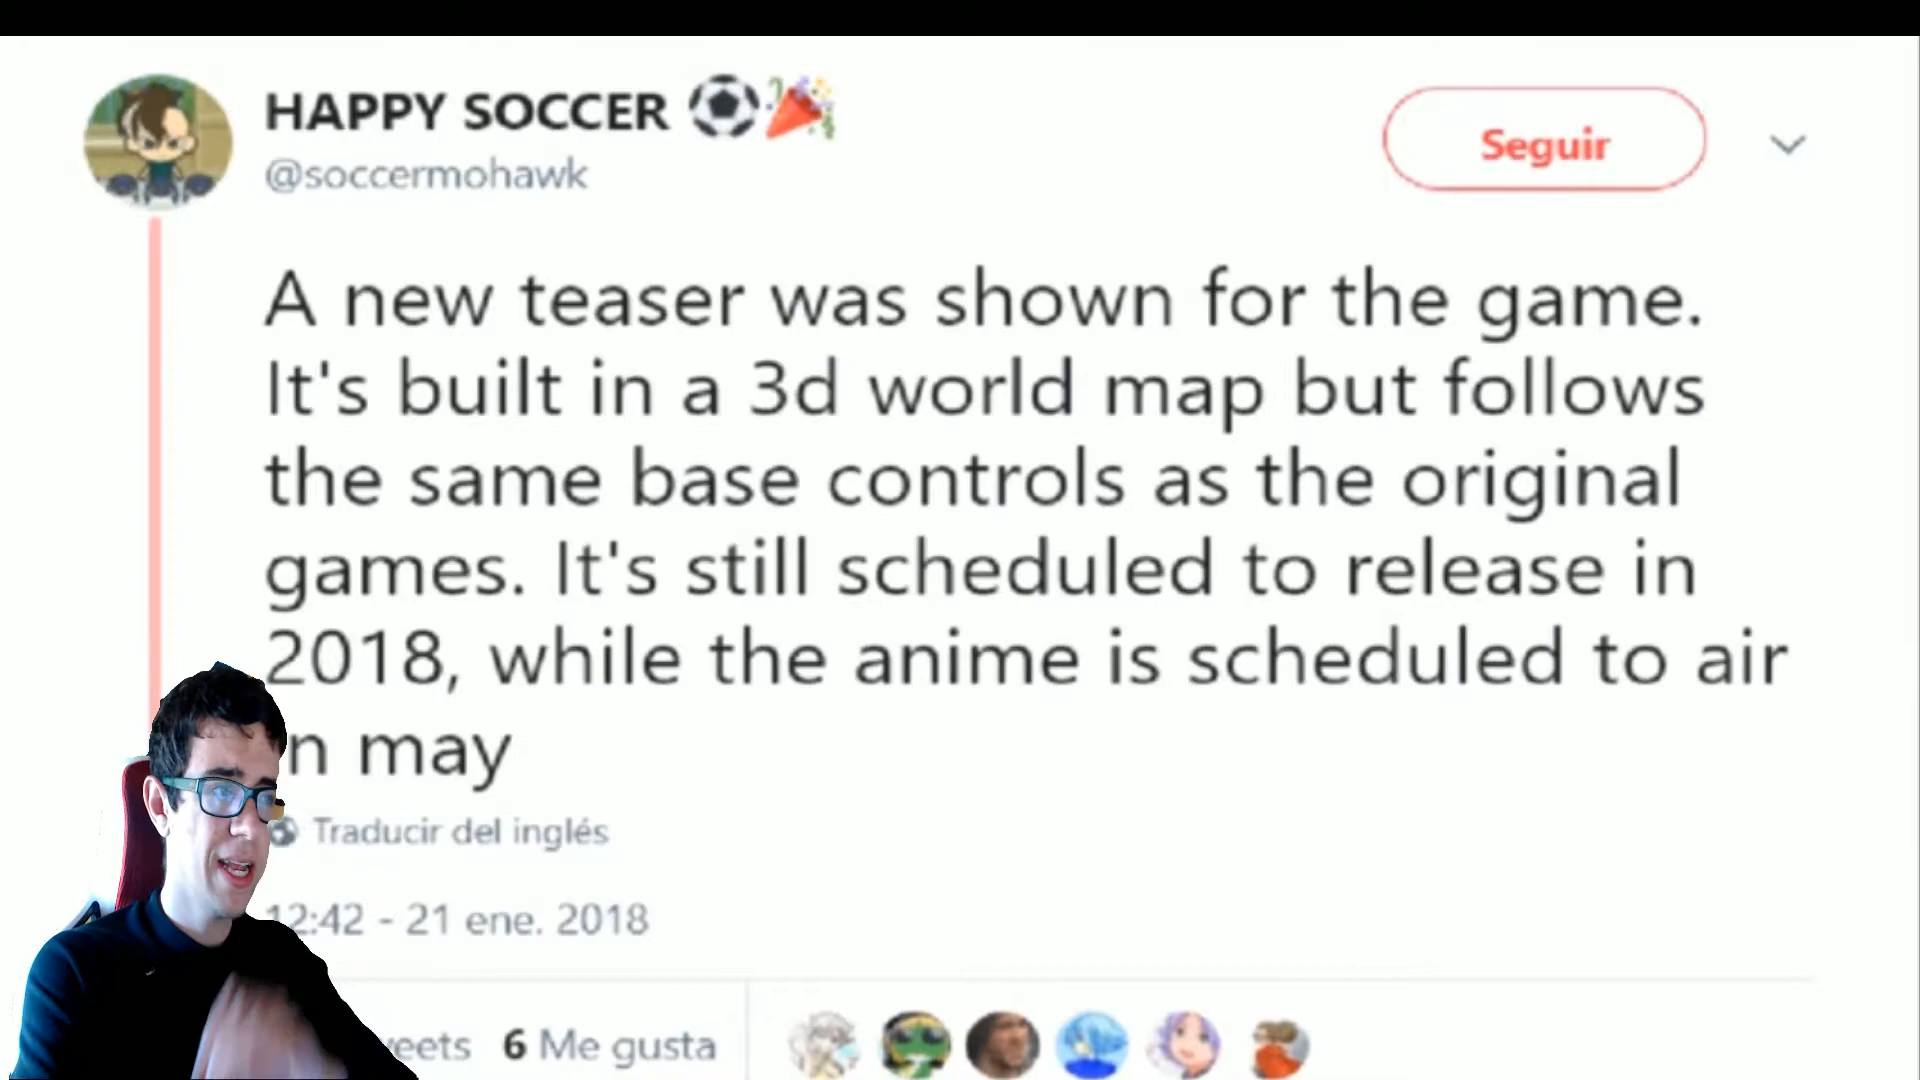 HAPPY SOCCER
@soccermohawk
Seguir
A new teaser was shown for the game.
It's built in a 3d world map but follows
the same base controls as the original
games. It's still scheduled to release in
2018, while the anime is scheduled to air
n may
Traducir del inglés
12:42 - 21 ene. 2018
eets 6 Me gusta